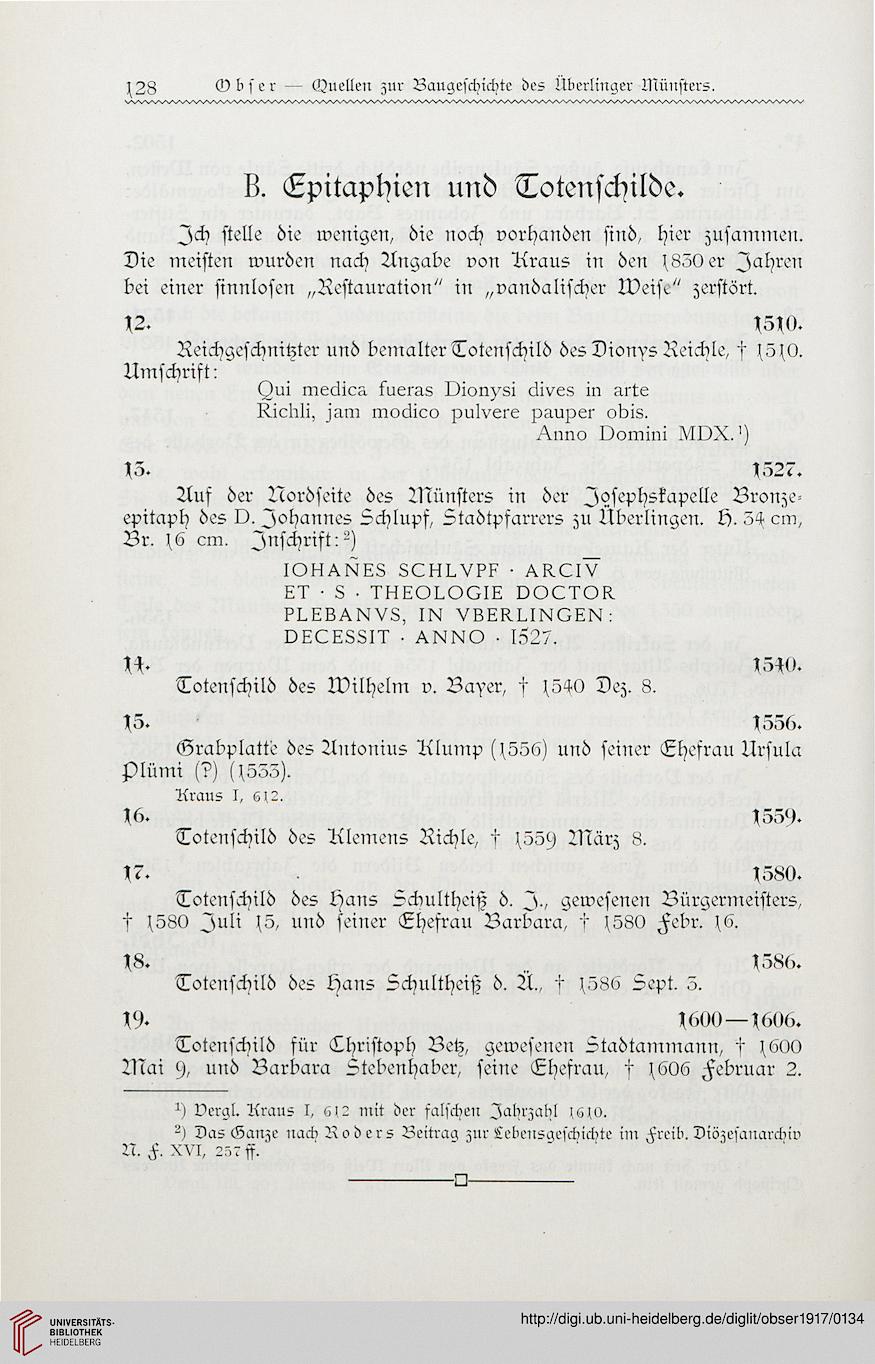 128 Obser — Quellen zur Baugeschichte des Überlinger Münsters.
B. Epitaphien und Totenschilde.
Ich stelle die wenigen, die noch vorhanden sind, hier zusammen.
Die meisten wurden nach Angabe von Kraus in den 1830er Jahren
bei einer sinnlosen „Restauration" in „vandalischer Weise" zerstört.
12. 1510.
Reichgeschnitzter und bemalter Totenschild des Dionys Reichle, † 1510.
Umschrift:
Qui medica fueras Dionysi dives in arte
Richli, jam modico pulvere pauper obis.
Anno Domini MDX.¹)
13. 1527.
Auf der Nordseite des Münsters in der Josephskapelle Bronze-
epitaph des D. Johannes Schlupf, Stadtpfarrers zu Überlingen. H. 34 cm,
Br. 16 cm. Inschrift:²)
IOHAÑES SCHLVPF · ARCIV̅
ET · S · THEOLOGIE DOCTOR
PLEBANVS, IN VBERLINGEN:
DECESSIT · ANNO · 1527.
14. 1540.
Totenschild des Wilhelm v. Bayer, † 1540 Dez. 8.
15. 1556.
Grabplatte des Antonius Klump (1556) und seiner Ehefrau Ursula
Plümi (?) (1533).
Kraus I, 612.
16. 1559.
Totenschild des Klemens Richle, † 1559 März 8.
17. 1580.
Totenschild des Hans Schultheiß d. J., gewesenen Bürgermeisters,
† 1580 Juli 15, und seiner Ehefrau Barbara, † 1580 Febr. 16.
18. 1586.
Totenschild des Hans Schultheiß d. Ä., † 1586 Sept. 3.
19. 1600—1606.
Totenschild für Christoph Betz, gewesenen Stadtammann, † 1600
Mai 9, und Barbara Stebenhaber, seine Ehefrau, † 1606 Februar 2.
¹) Vergl. Kraus I, 612 mit der falschen Jahrzahl 1610.
²) Das Ganze nach Roders Beitrag zur Lebensgeschichte im Freib. Diözesanarchiv
N. F. XVI, 257 ff.
UNIVERSITÄTS-
BIBLIOTHEK
HEIDELBERG
http://digi.ub.uni-heidelberg.de/diglit/obser1917/0134